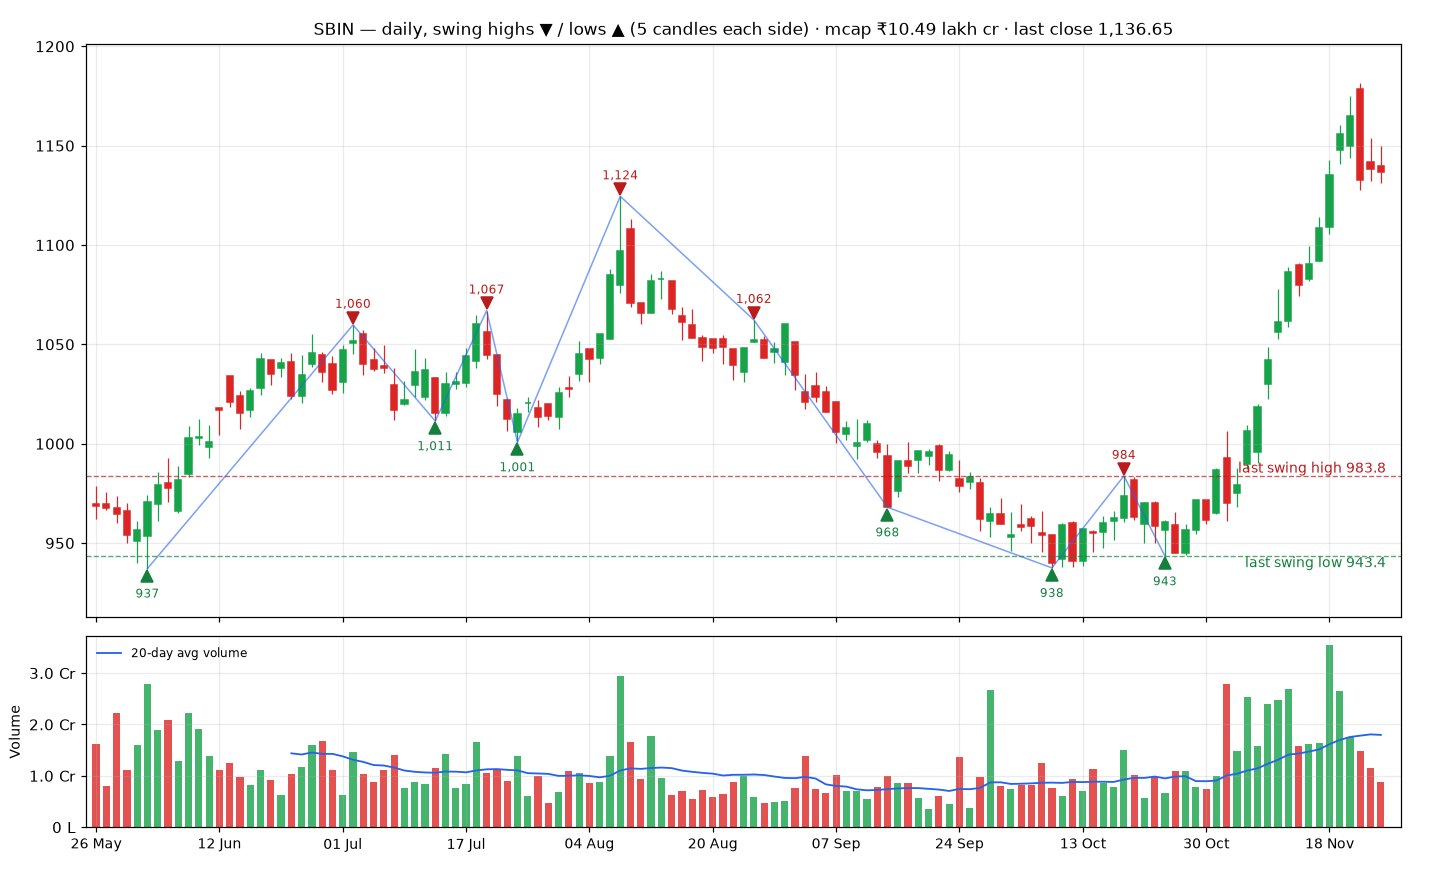 SBIN — daily, swing highs ▼ / lows ▲ (5 candles each side) · mcap ₹10.49 lakh cr · last close 1,136.65
1200
1150
1100
1050
1000
950
1,124
1,067
1,062
1,060
1,011
1,001
984
last swing high 983.8
968
last swing low 943.4
943
938
937
Volume
20-day avg volume
3.0 Cr
2.0 Cr
1.0 Cr
0 L
26 May
12 Jun
01 Jul
17 Jul
04 Aug
20 Aug
07 Sep
24 Sep
13 Oct
30 Oct
18 Nov